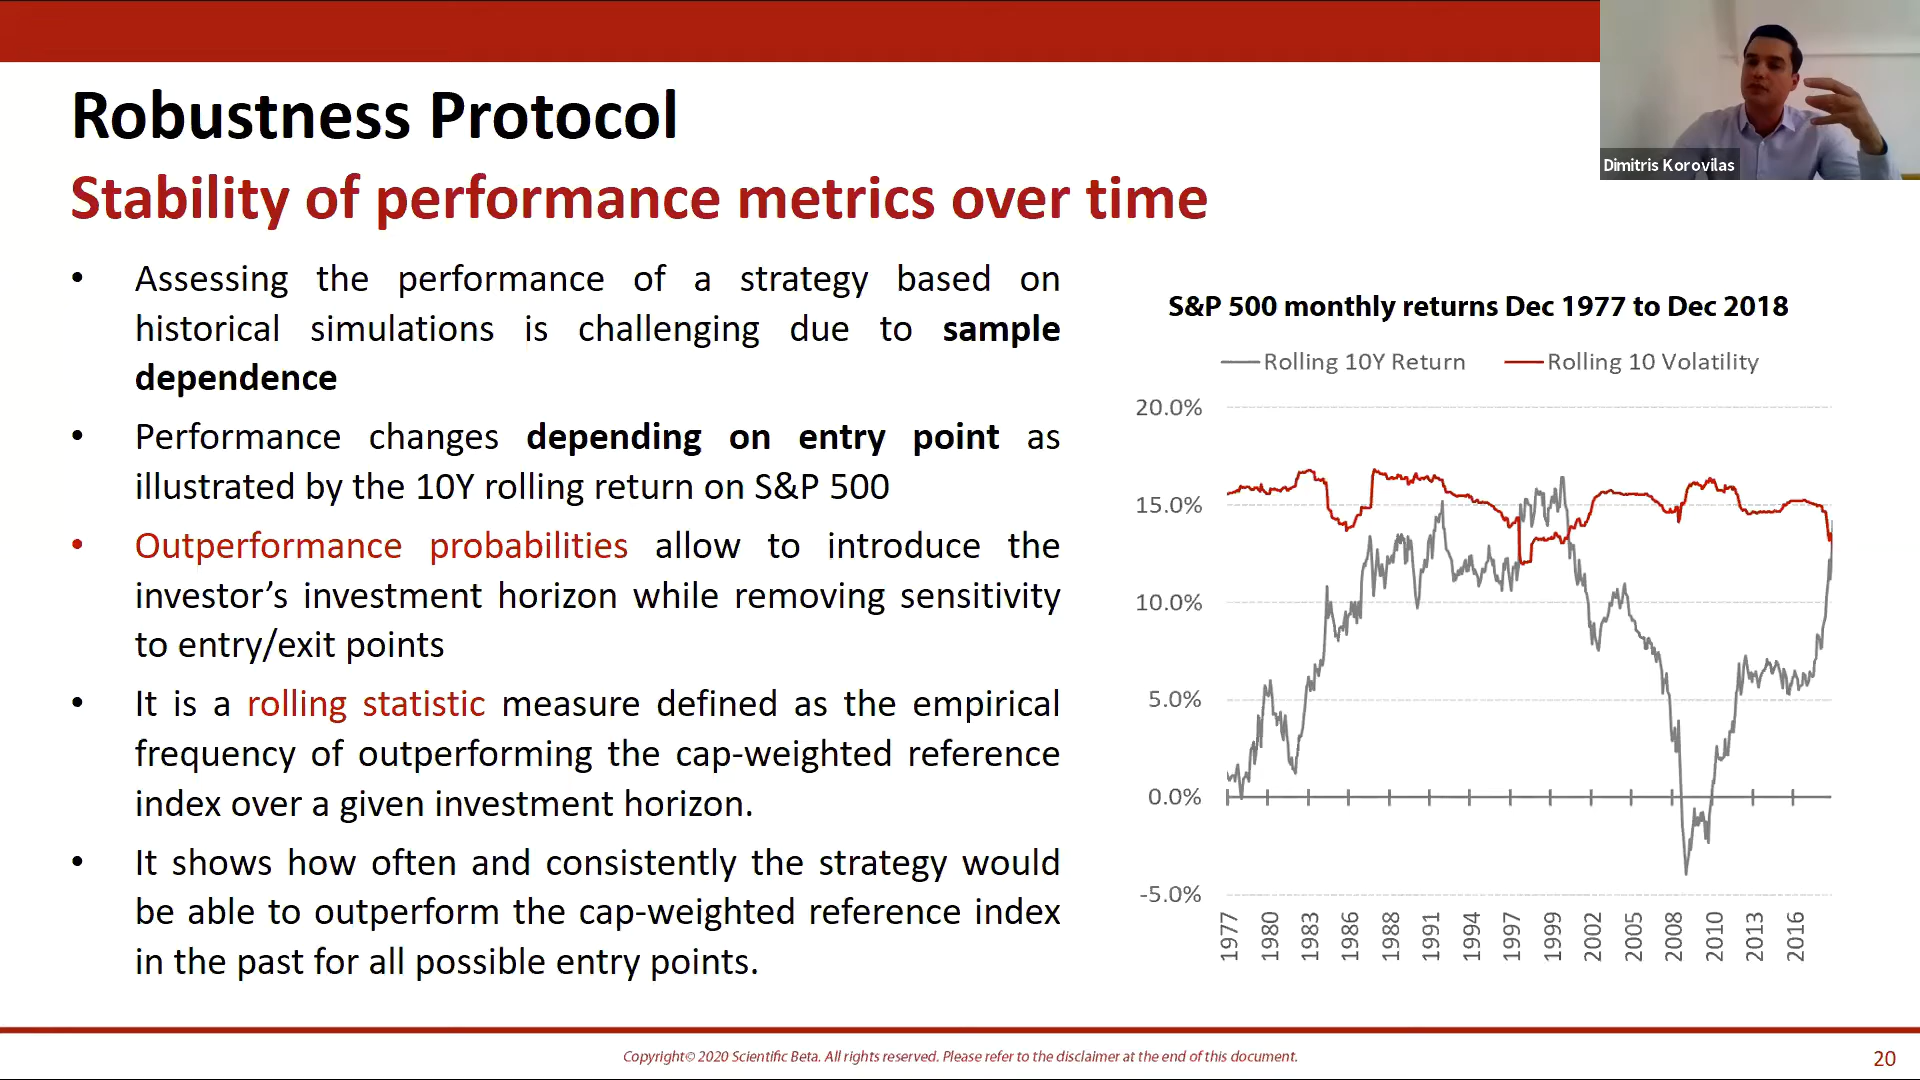 Dimitris Korovilas
Robustness Protocol
Stability of performance metrics over time
• Assessing the performance of a strategy based on
historical simulations is challenging due to sample
dependence
• Performance changes depending on entry point as
illustrated by the 10Y rolling return on S&P 500
• Outperformance probabilities allow to introduce the
investor’s investment horizon while removing sensitivity
to entry/exit points
• It is a rolling statistic measure defined as the empirical
frequency of outperforming the cap-weighted reference
index over a given investment horizon.
• It shows how often and consistently the strategy would
be able to outperform the cap-weighted reference index
in the past for all possible entry points.
S&P 500 monthly returns Dec 1977 to Dec 2018
Rolling 10Y Return Rolling 10 Volatility
20.0%
15.0%
10.0%
5.0%
0.0%
-5.0%
1977 1980 1983 1986 1988 1991 1994 1997 1999 2002 2005 2008 2010 2013 2016
Copyright© 2020 Scientific Beta. All rights reserved. Please refer to the disclaimer at the end of this document.
20